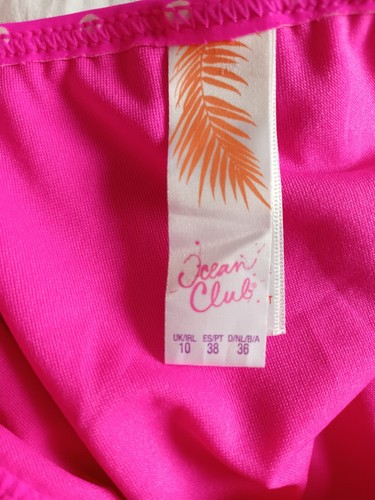 Ocean
Club
UK/IRL ES/PT D/NL/B/A
10 38 36